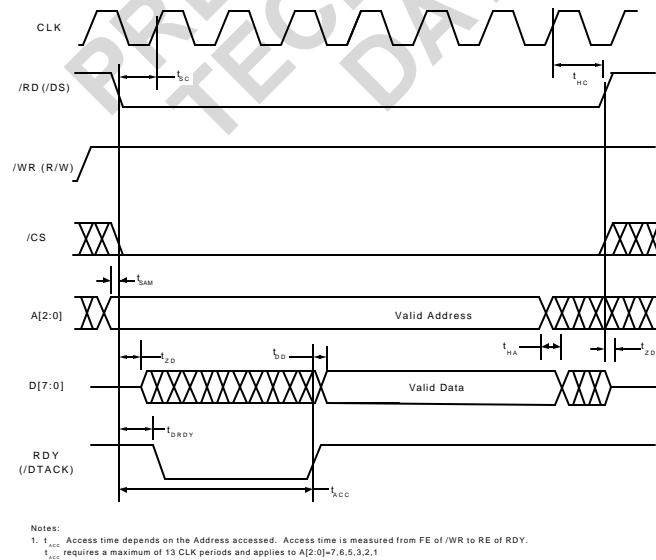 PRE
TEC
DA
CLK
t SC
t HC
/RD (/DS)
/WR (R/W)
/CS
t SAM
A[2:0]
Valid Address
t HA
t ZD
t ZD
t DD
D[7:0]
Valid Data
t DRDY
RDY
(/DTACK)
t ACC
Notes:
1. t ACC Access time depends on the Address accessed. Access time is measured from FE of /WR to RE of RDY.
t ACC requires a maximum of 13 CLK periods and applies to A[2:0]=7,6,5,3,2,1